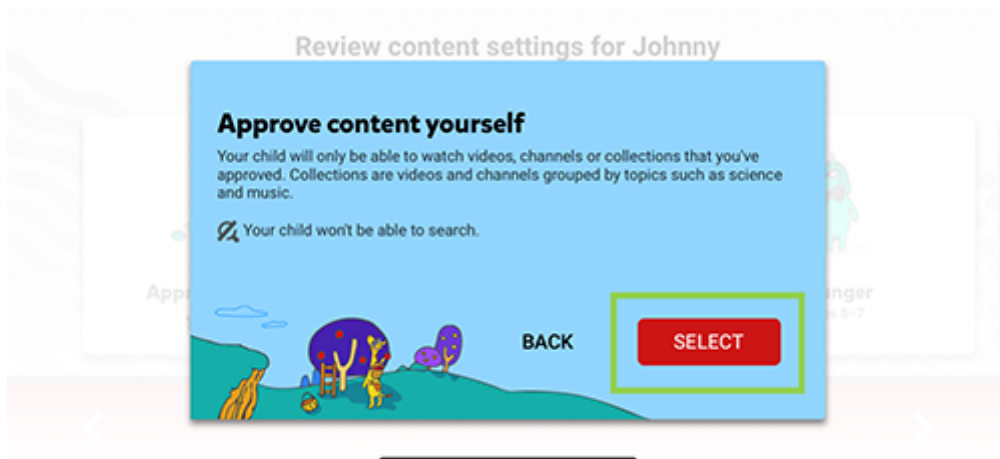 Review content settings for Johnny
Approve content yourself
Your child will only be able to watch videos, channels or collections that you've
approved. Collections are videos and channels grouped by topics such as science
and music.
Your child won't be able to search.
BACK
SELECT